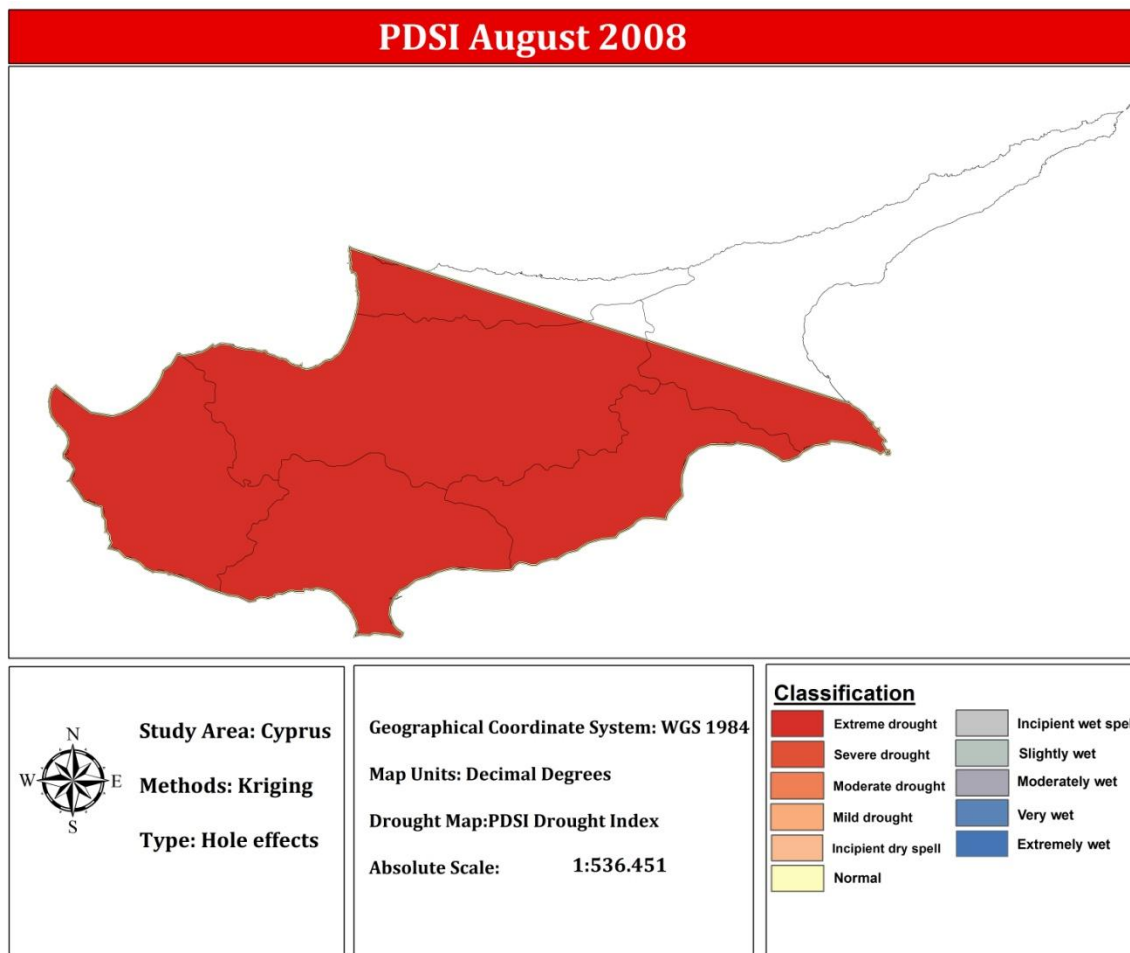 PDSI August 2008
N
W
E
S
Study Area: Cyprus
Methods: Kriging
Type: Hole effects
Geographical Coordinate System: WGS 1984
Map Units: Decimal Degrees
Drought Map:PDSI Drought Index
Absolute Scale: 1:536.451
Classification
Extreme drought
Severe drought
Moderate drought
Mild drought
Incipient dry spell
Normal
Incipient wet spel
Slightly wet
Moderately wet
Very wet
Extremely wet